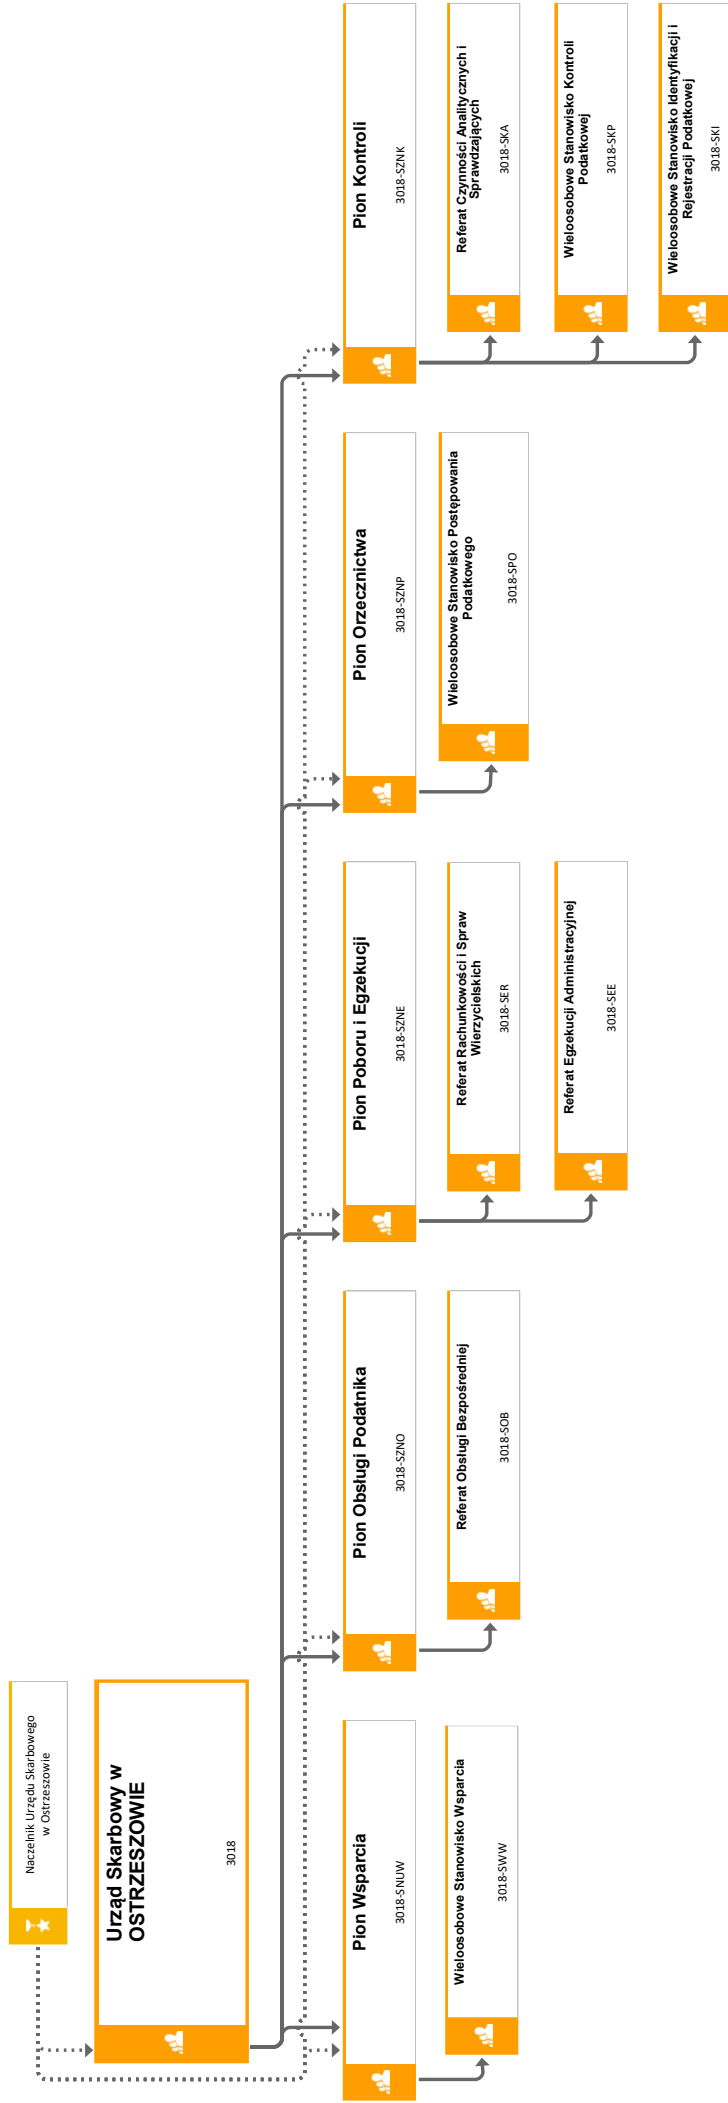 Naczelnik Urzędu Skarbowego
w Ostrzeszowie
Urząd Skarbowy w
OSTRZESZOWIE
3018
Pion Wsparcia
3018-SNUW
Wieloosobowe Stanowisko Wsparcia
3018-SWW
Pion Obsługi Podatnika
3018-SZNO
Referat Obsługi Bezpośredniej
3018-SOB
Pion Poboru i Egzekucji
3018-SZNE
Referat Rachunkowości i Spraw
Wierzycielskich
3018-SER
Referat Egzekucji Administracyjnej
3018-SEE
Pion Orzecznictwa
3018-SZNP
Wieloosobowe Stanowisko Postępowania
Podatkowego
3018-SPO
Pion Kontroli
3018-SZNK
Referat Czynności Analitycznych i
Sprawdzających
3018-SKA
Wieloosobowe Stanowisko Kontroli
Podatkowej
3018-SKP
Wieloosobowe Stanowisko Identyfikacji i
Rejestracji Podatkowej
3018-SKI